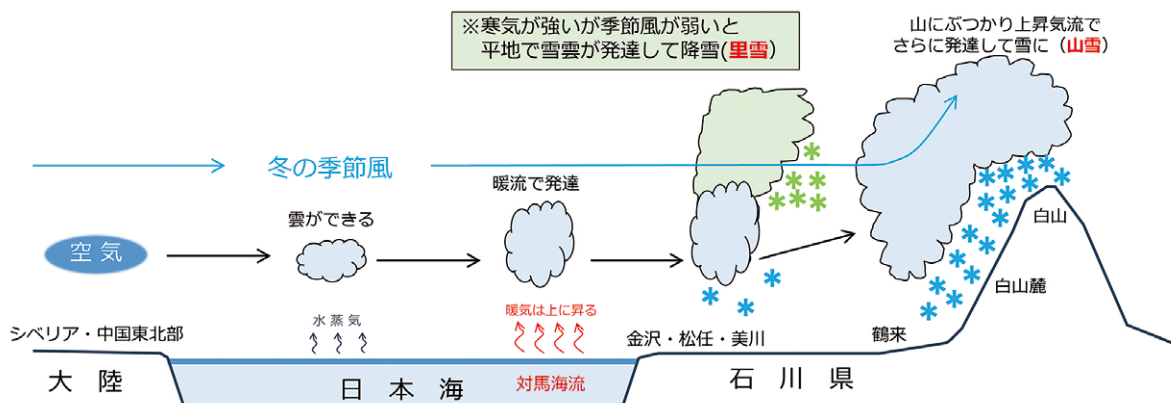 ※寒気が強いが季節風が弱いと
平地で雪雲が発達して降雪(里雪)
山にぶつかり上昇気流で
さらに発達して雪に（山雪）
冬の季節風
暖流で発達
雲ができる
空気
白山
白山麓
水蒸気
暖気は上に昇る
シベリア・中国東北部
金沢・松任・美川
鶴来
大陸
日本海
対馬海流
石川県